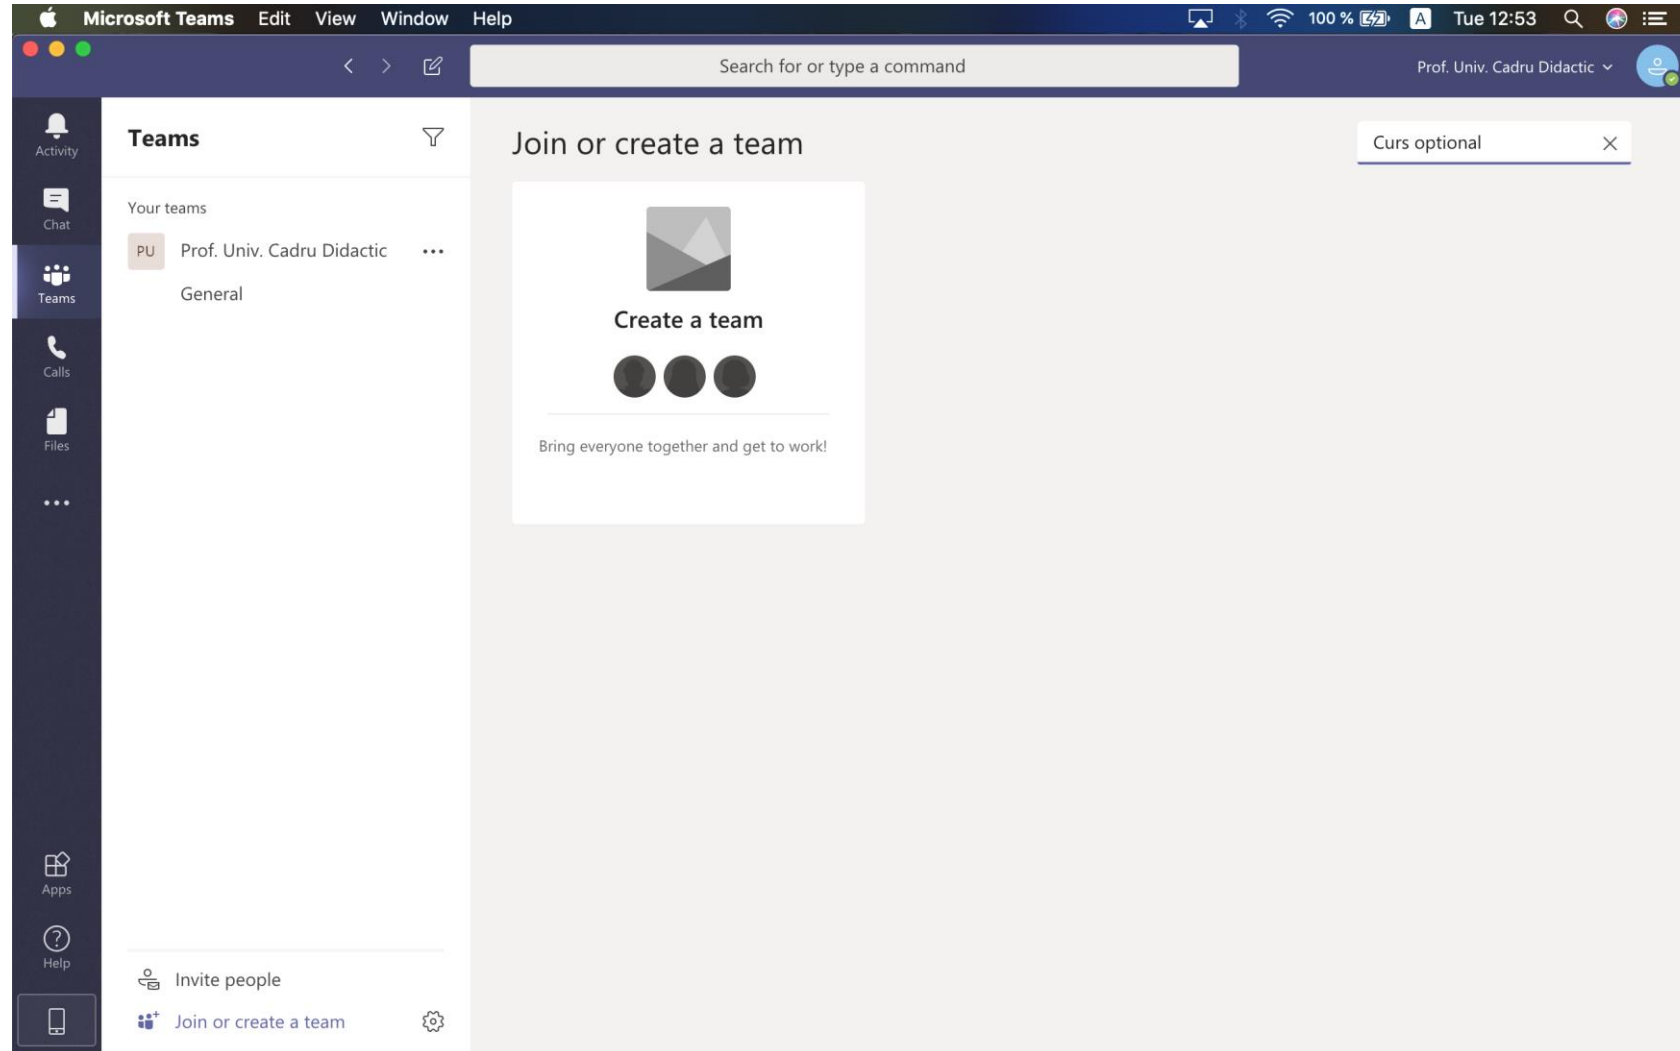 Microsoft Teams Edit View Window Help 100 % A Tue 12:53
Search for or type a command
Prof. Univ. Cadru Didactic
Activity
Chat
Teams
Calls
Files
Apps
Help
Teams
Your teams
PU Prof. Univ. Cadru Didactic
General
Invite people
Join or create a team
Join or create a team
Curs optional
Create a team
Bring everyone together and get to work!